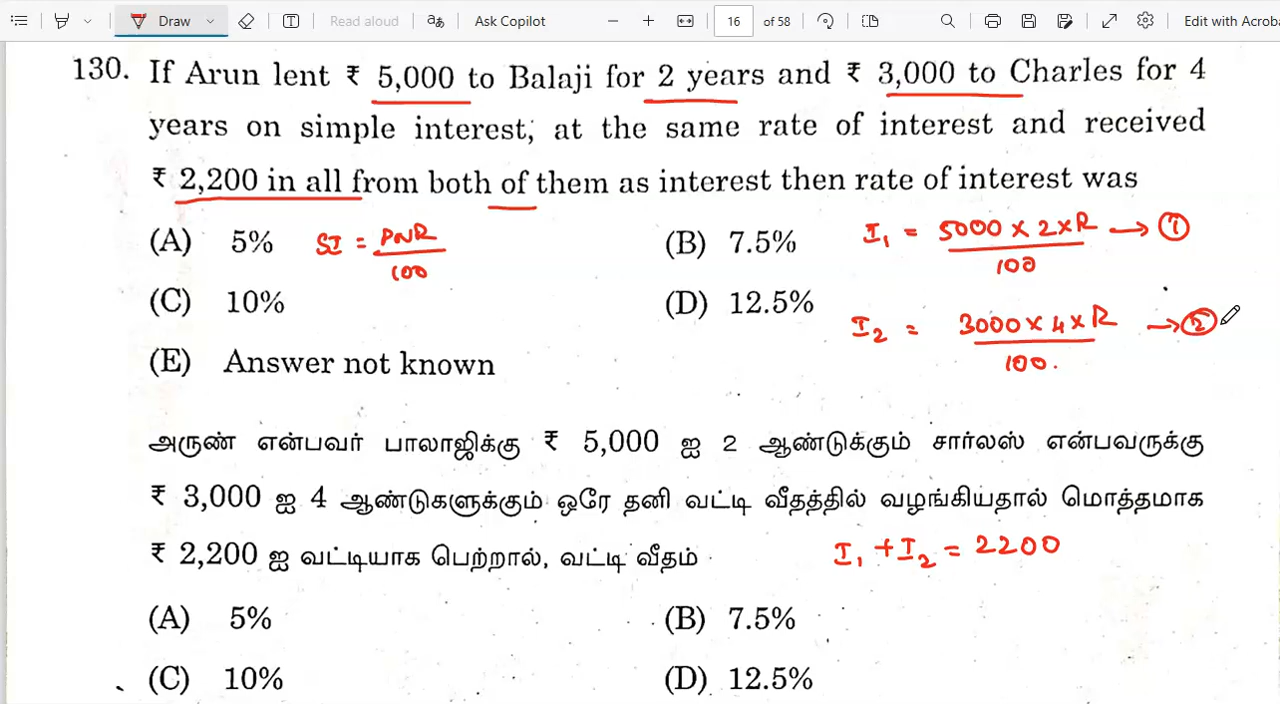 Draw
Read aloud
aあ
Ask Copilot
16
of 58
Edit with Acroba
130. If Arun lent ₹ 5,000 to Balaji for 2 years and ₹ 3,000 to Charles for 4
years on simple interest, at the same rate of interest and received
₹ 2,200 in all from both of them as interest then rate of interest was
(A) 5%
SI = PNR / 100
(B) 7.5%
I₁ = 5000 × 2 × R / 100 → ①
(C) 10%
(D) 12.5%
I₂ = 3000 × 4 × R / 100. → ②
(E) Answer not known
அருண் என்பவர் பாலாஜிக்கு ₹ 5,000 ஐ 2 ஆண்டுக்கும் சார்லஸ் என்பவருக்கு
₹ 3,000 ஐ 4 ஆண்டுகளுக்கும் ஒரே தனி வட்டி வீதத்தில் வழங்கியதால் மொத்தமாக
₹ 2,200 ஐ வட்டியாக பெற்றால், வட்டி வீதம்
I₁ + I₂ = 2200
(A) 5%
(B) 7.5%
(C) 10%
(D) 12.5%